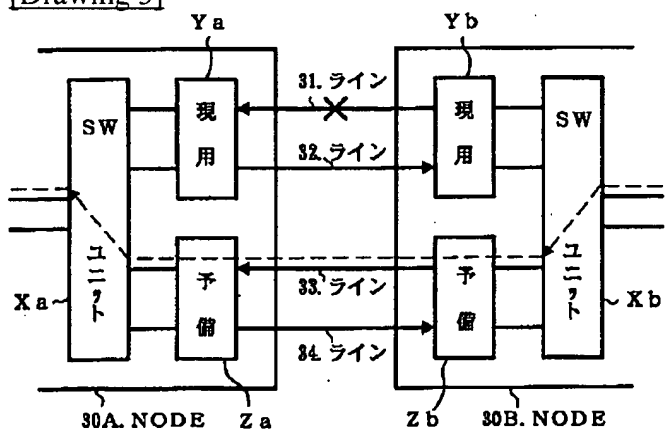 [Drawing 3]
Ya
Yb
31. ライン
SW
現用
現用
SW
32. ライン
ユニット
予備
予備
ユニット
33. ライン
Xa
Xb
34. ライン
30A. NODE
Za
Zb
30B. NODE